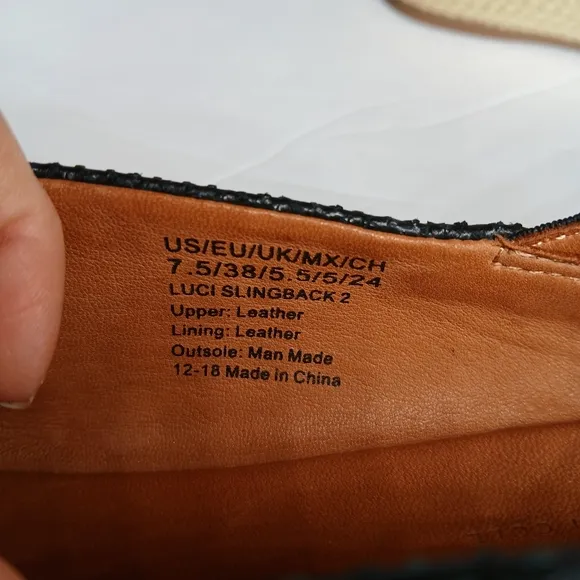 US/EU/UK/MX/CH
7.5/38/5.5/5/24
LUCI SLINGBACK 2
Upper: Leather
Lining: Leather
Outsole: Man Made
12-18 Made in China